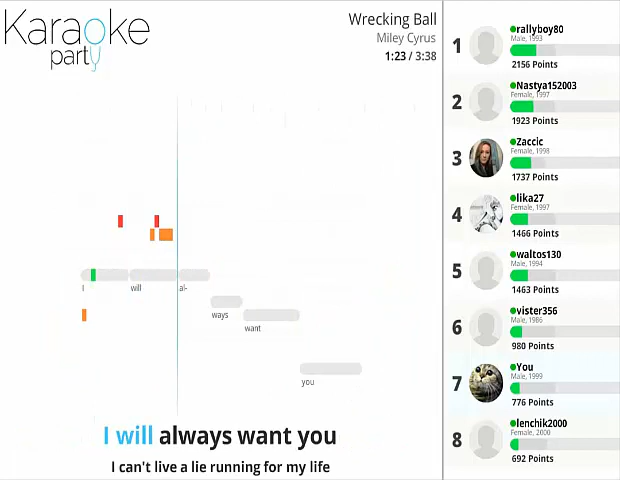 Karaoke
party
Wrecking Ball
Miley Cyrus
1:23 / 3:38
I
will
al-
ways
want
you
I will always want you
I can't live a lie running for my life
1
rallyboy80
Male, 1993
2156 Points
2
Nastya152003
Female, 1997
1923 Points
3
Zaccic
Female, 1998
1737 Points
4
lika27
Female, 1997
1466 Points
5
waltos130
Male, 1994
1463 Points
6
vister356
Male, 1986
980 Points
7
You
Male, 1999
776 Points
8
lenchik2000
Female, 2000
692 Points